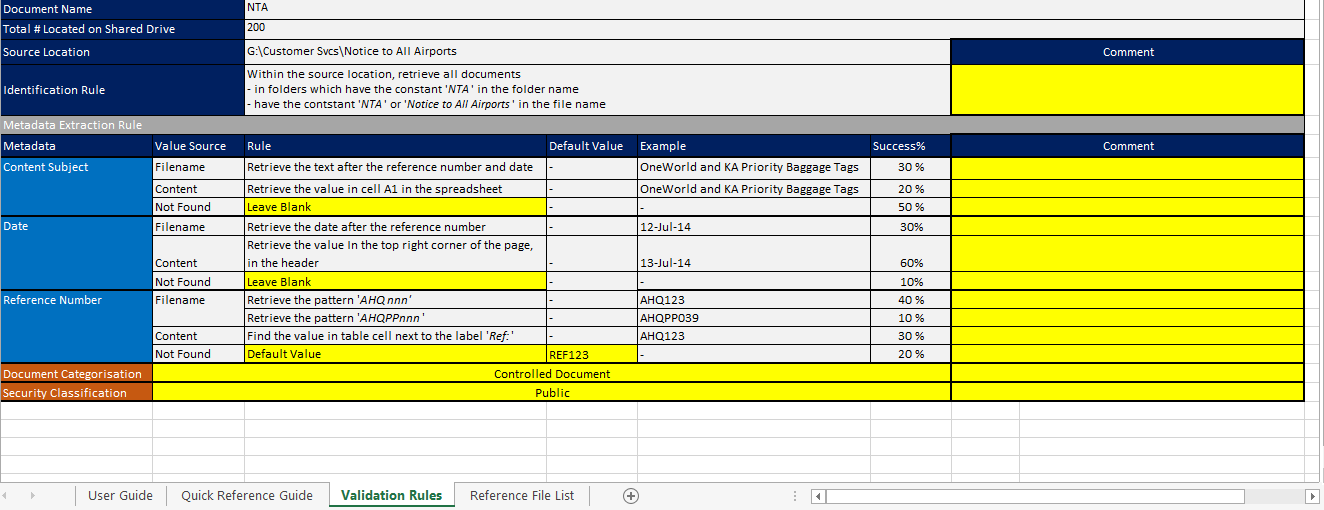 Document Name NTA
Total # Located on Shared Drive 200
Source Location G:\Customer Svcs\Notice to All Airports Comment
Identification Rule Within the source location, retrieve all documents
- in folders which have the constant 'NTA' in the folder name
- have the contstant 'NTA' or 'Notice to All Airports' in the file name
Metadata Extraction Rule
Metadata Value Source Rule Default Value Example Success% Comment
Content Subject Filename Retrieve the text after the reference number and date - OneWorld and KA Priority Baggage Tags 30 %
Content Retrieve the value in cell A1 in the spreadsheet - OneWorld and KA Priority Baggage Tags 20 %
Not Found Leave Blank - - 50 %
Date Filename Retrieve the date after the reference number - 12-Jul-14 30%
Retrieve the value In the top right corner of the page,
Content in the header - 13-Jul-14 60%
Not Found Leave Blank - - 10%
Reference Number Filename Retrieve the pattern 'AHQnnn' - AHQ123 40 %
Retrieve the pattern 'AHQPPnnn' - AHQPP039 10 %
Content Find the value in table cell next to the label 'Ref:' - AHQ123 30 %
Not Found Default Value REF123 - 20 %
Document Categorisation Controlled Document
Security Classification Public
User Guide Quick Reference Guide Validation Rules Reference File List